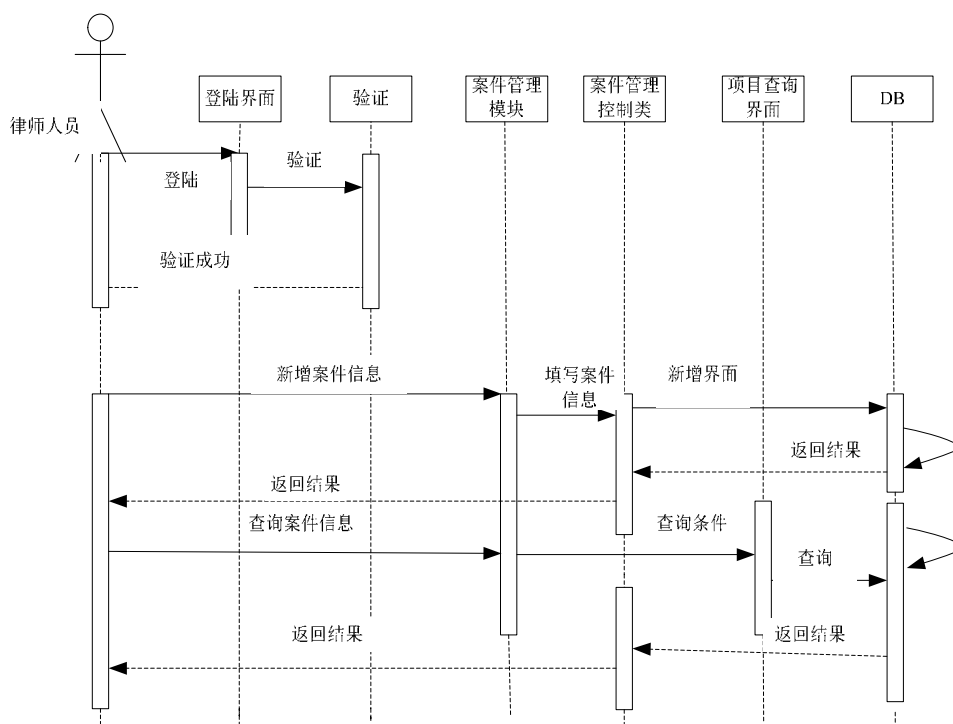 律师人员
登陆界面
验证
案件管理
模块
案件管理
控制类
项目查询
界面
DB
登陆
验证
验证成功
新增案件信息
填写案件
信息
新增界面
返回结果
返回结果
查询案件信息
查询条件
查询
返回结果
返回结果